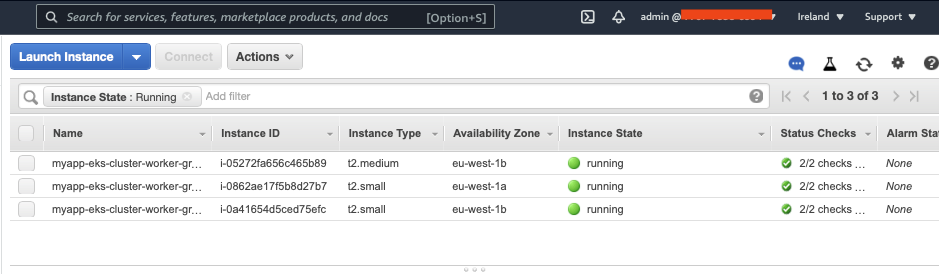 Search for services, features, marketplace products, and docs [Option+S] admin @ Ireland Support
Launch Instance Connect Actions
Instance State : Running Add filter 1 to 3 of 3
Name Instance ID Instance Type Availability Zone Instance State Status Checks Alarm Sta
myapp-eks-cluster-worker-gr... i-05272fa656c465b89 t2.medium eu-west-1b running 2/2 checks ... None
myapp-eks-cluster-worker-gr... i-0862ae17f5b8d27b7 t2.small eu-west-1a running 2/2 checks ... None
myapp-eks-cluster-worker-gr... i-0a41654d5ced75efc t2.small eu-west-1b running 2/2 checks ... None